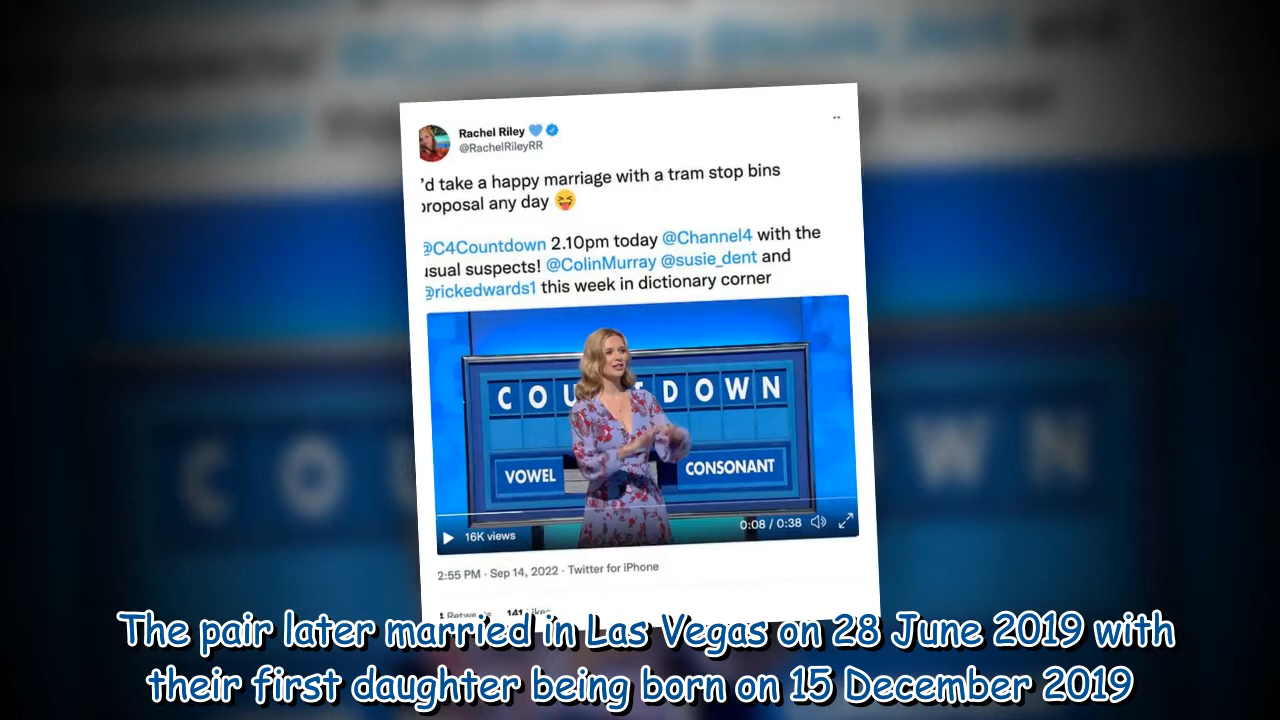 Rachel Riley 💙
@RachelRileyRR
'd take a happy marriage with a tram stop bins
proposal any day 😝
@C4Countdown 2.10pm today @Channel4 with the
usual suspects! @ColinMurray @susie_dent and
@rickedwards1 this week in dictionary corner
COU T DOWN
VOWEL CONSONANT
16K views 0:08 / 0:38
2:55 PM · Sep 14, 2022 · Twitter for iPhone
141 Likes
The pair later married in Las Vegas on 28 June 2019 with
their first daughter being born on 15 December 2019